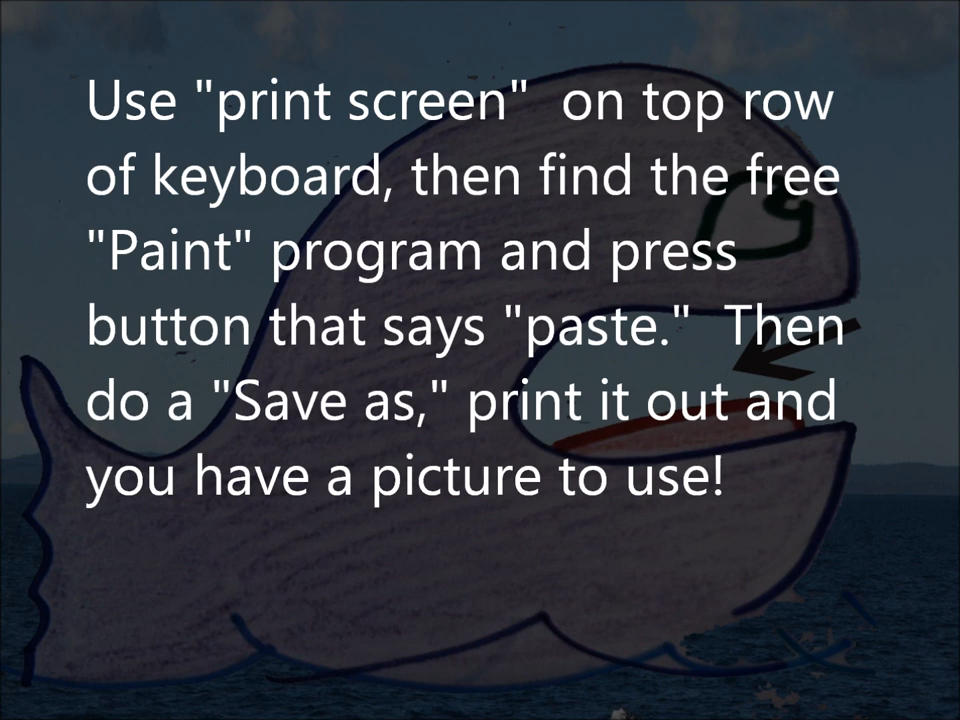 Use "print screen"  on top row
of keyboard, then find the free
"Paint" program and press
button that says "paste."  Then
do a "Save as," print it out and
you have a picture to use!